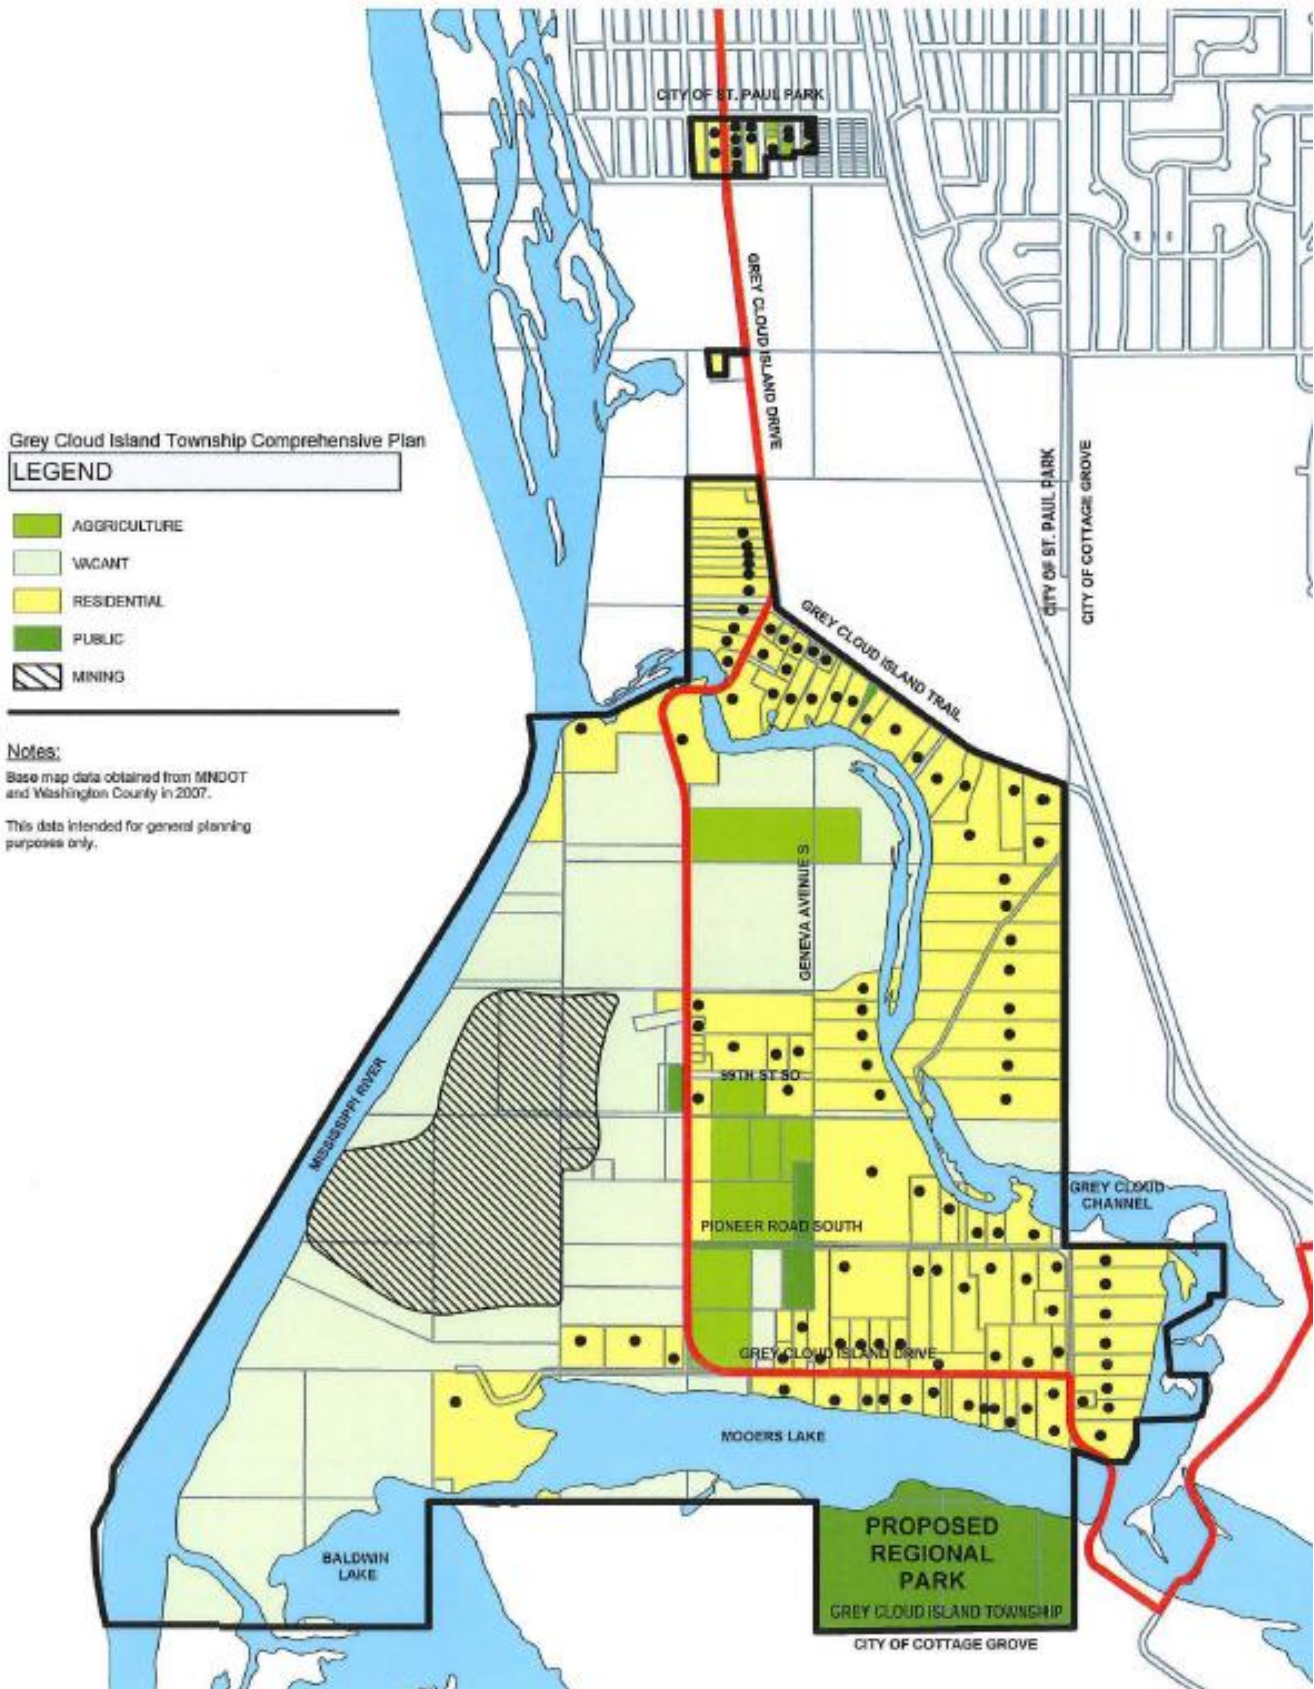 CITY OF ST. PAUL PARK
GREY CLOUD ISLAND DRIVE
Grey Cloud Island Township Comprehensive Plan
LEGEND
AGGRICULTURE
VACANT
RESIDENTIAL
PUBLIC
MINING
Notes:
Base map data obtained from MNDOT
and Washington County in 2007.
This data intended for general planning
purposes only.
CITY OF ST. PAUL PARK
CITY OF COTTAGE GROVE
GREY CLOUD ISLAND TRAIL
GENEVA AVENUE S
MISSISSIPPI RIVER
99TH ST SO
GREY CLOUD
CHANNEL
PIONEER ROAD SOUTH
GREY CLOUD ISLAND DRIVE
MOOERS LAKE
BALDWIN
LAKE
PROPOSED
REGIONAL
PARK
GREY CLOUD ISLAND TOWNSHIP
CITY OF COTTAGE GROVE